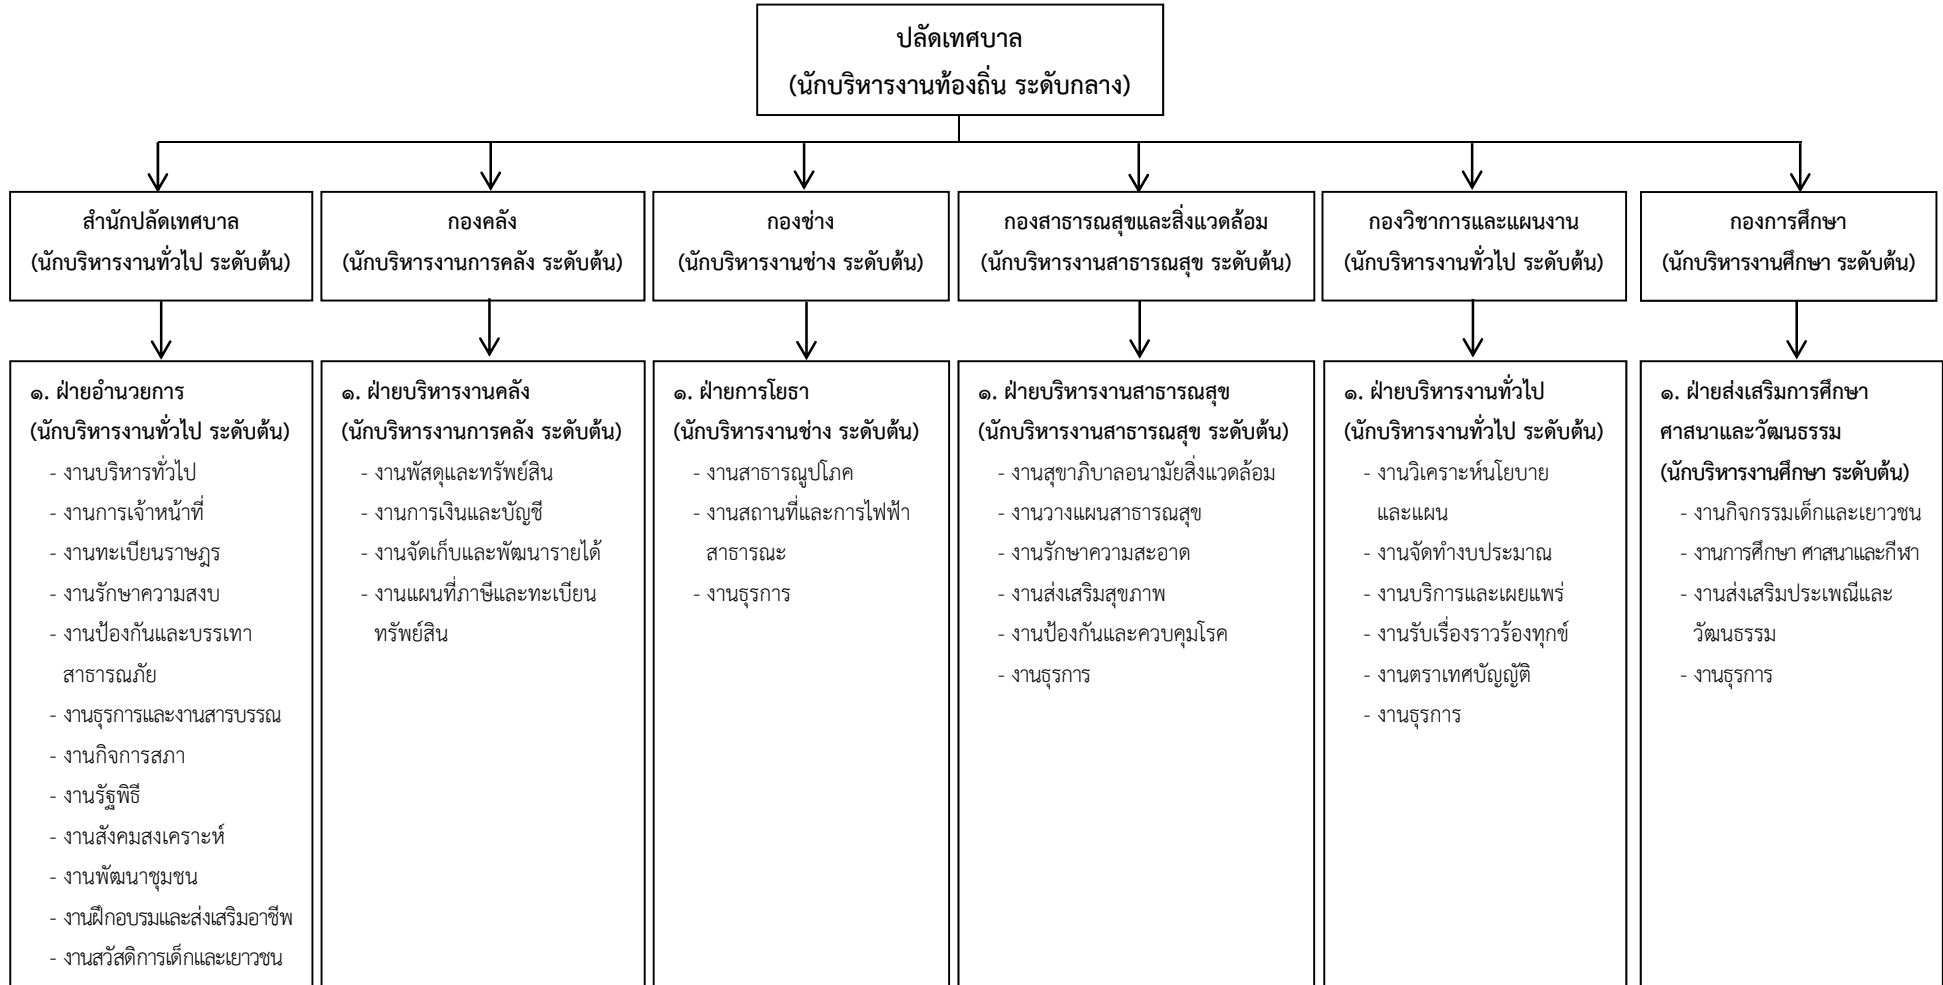 ปลัดเทศบาล
(นักบริหารงานท้องถิ่น ระดับกลาง)
สำนักปลัดเทศบาล
(นักบริหารงานทั่วไป ระดับต้น)
กองคลัง
(นักบริหารงานการคลัง ระดับต้น)
กองช่าง
(นักบริหารงานช่าง ระดับต้น)
กองสาธารณสุขและสิ่งแวดล้อม
(นักบริหารงานสาธารณสุข ระดับต้น)
กองวิชาการและแผนงาน
(นักบริหารงานทั่วไป ระดับต้น)
กองการศึกษา
(นักบริหารงานศึกษา ระดับต้น)
๑. ฝ่ายอำนวยการ
(นักบริหารงานทั่วไป ระดับต้น)
- งานบริหารทั่วไป
- งานการเจ้าหน้าที่
- งานทะเบียนราษฎร
- งานรักษาความสงบ
- งานป้องกันและบรรเทา
สาธารณภัย
- งานธุรการและงานสารบรรณ
- งานกิจการสภา
- งานรัฐพิธี
- งานสังคมสงเคราะห์
- งานพัฒนาชุมชน
- งานฝึกอบรมและส่งเสริมอาชีพ
- งานสวัสดิการเด็กและเยาวชน
๑. ฝ่ายบริหารงานคลัง
(นักบริหารงานการคลัง ระดับต้น)
- งานพัสดุและทรัพย์สิน
- งานการเงินและบัญชี
- งานจัดเก็บและพัฒนารายได้
- งานแผนที่ภาษีและทะเบียน
ทรัพย์สิน
๑. ฝ่ายการโยธา
(นักบริหารงานช่าง ระดับต้น)
- งานสาธารณูปโภค
- งานสถานที่และการไฟฟ้า
สาธารณะ
- งานธุรการ
๑. ฝ่ายบริหารงานสาธารณสุข
(นักบริหารงานสาธารณสุข ระดับต้น)
- งานสุขาภิบาลอนามัยสิ่งแวดล้อม
- งานวางแผนสาธารณสุข
- งานรักษาความสะอาด
- งานส่งเสริมสุขภาพ
- งานป้องกันและควบคุมโรค
- งานธุรการ
๑. ฝ่ายบริหารงานทั่วไป
(นักบริหารงานทั่วไป ระดับต้น)
- งานวิเคราะห์นโยบาย
และแผน
- งานจัดทำงบประมาณ
- งานบริการและเผยแพร่
- งานรับเรื่องราวร้องทุกข์
- งานตราเทศบัญญัติ
- งานธุรการ
๑. ฝ่ายส่งเสริมการศึกษา
ศาสนาและวัฒนธรรม
(นักบริหารงานศึกษา ระดับต้น)
- งานกิจกรรมเด็กและเยาวชน
- งานการศึกษา ศาสนาและกีฬา
- งานส่งเสริมประเพณีและ
วัฒนธรรม
- งานธุรการ